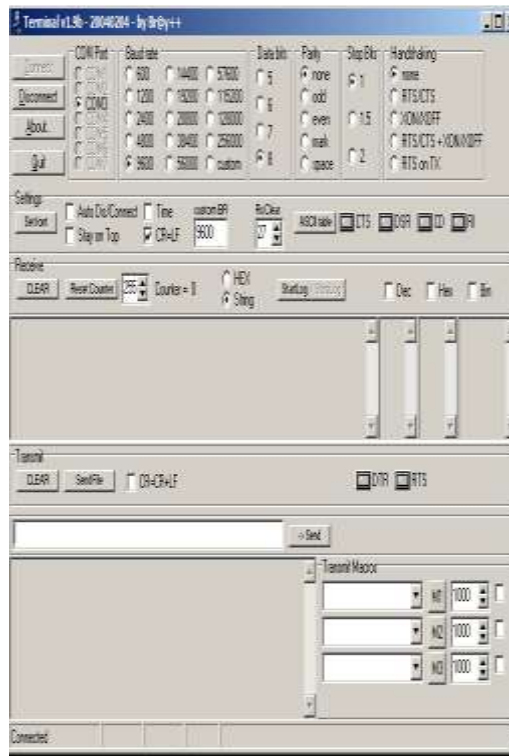 Terminal v1.9b - 20040204 - by Br@y++
Connect
Disconnect
About..
Quit
COM Port
COM3
Baud rate
600 14400 57600
1200 19200 115200
2400 28800 128000
4800 38400 256000
9600 56000 custom
Data bits
5
6
7
8
Parity
none
odd
even
mark
space
Stop Bits
1
1.5
2
Handshaking
none
RTS/CTS
XON/XOFF
RTS/CTS + XON/XOFF
RTS on TX
Settings
Set font
Auto Dis/Connect Time
Stay on Top CR=LF
custom BR
9600
RxClear
27
ASCII table CTS DSR CD RI
Receive
CLEAR Reset Counter 255 Counter = 0
HEX
String
StartLog StopLog
Dec Hex Bin
Transmit
CLEAR Send File CR=CR+LF DTR RTS
-> Send
Transmit Macros
M1 1000
M2 1000
M3 1000
Connected